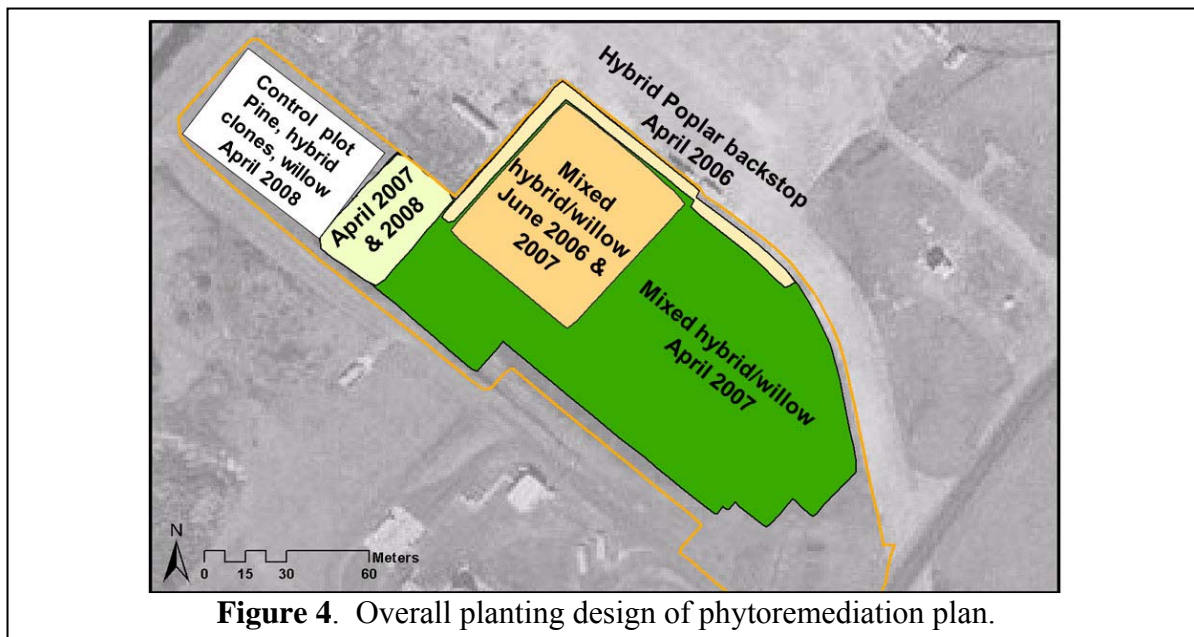 Control plot
Pine, hybrid
clones, willow
April 2008
April 2007
& 2008
Mixed
hybrid/willow
June 2006 &
2007
Hybrid Poplar backstop
April 2006
Mixed hybrid/willow
April 2007
N
Meters
0 15 30 60
Figure 4. Overall planting design of phytoremediation plan.